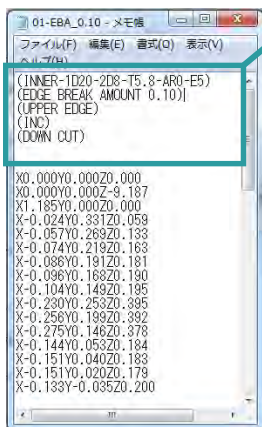 01-EBA_0.10 - メモ帳
ファイル(F) 編集(E) 書式(O) 表示(V)
ヘルプ(H)
(INNER-1D20-2D8-T5.8-AR0-E5)
(EDGE BREAK AMOUNT 0.10)
(UPPER EDGE)
(INC)
(DOWN CUT)
X0.000Y0.000Z0.000
X0.000Y0.000Z-9.187
X1.185Y0.000Z0.000
X-0.024Y0.331Z0.059
X-0.057Y0.269Z0.133
X-0.074Y0.219Z0.163
X-0.086Y0.191Z0.181
X-0.096Y0.168Z0.190
X-0.104Y0.149Z0.195
X-0.230Y0.253Z0.395
X-0.256Y0.199Z0.392
X-0.275Y0.146Z0.378
X-0.144Y0.053Z0.184
X-0.151Y0.040Z0.183
X-0.151Y0.020Z0.179
X-0.133Y-0.035Z0.200